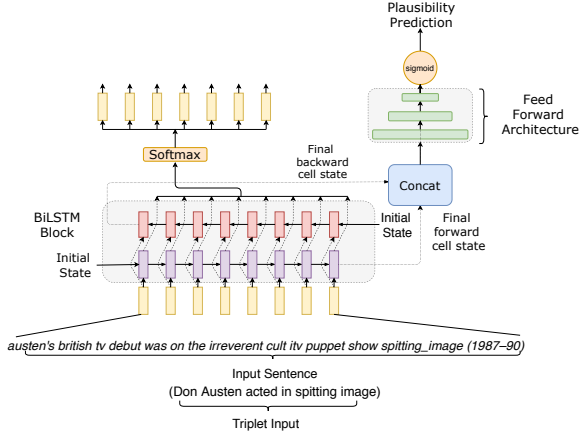 Plausibility
Prediction
sigmoid
Feed
Forward
Architecture
Softmax
Final
backward
cell state
Concat
BiLSTM
Block
Initial
State
Final
forward
cell state
Initial
State
austen's british tv debut was on the irreverent cult itv puppet show spitting_image (1987–90)
Input Sentence
(Don Austen acted in spitting image)
Triplet Input